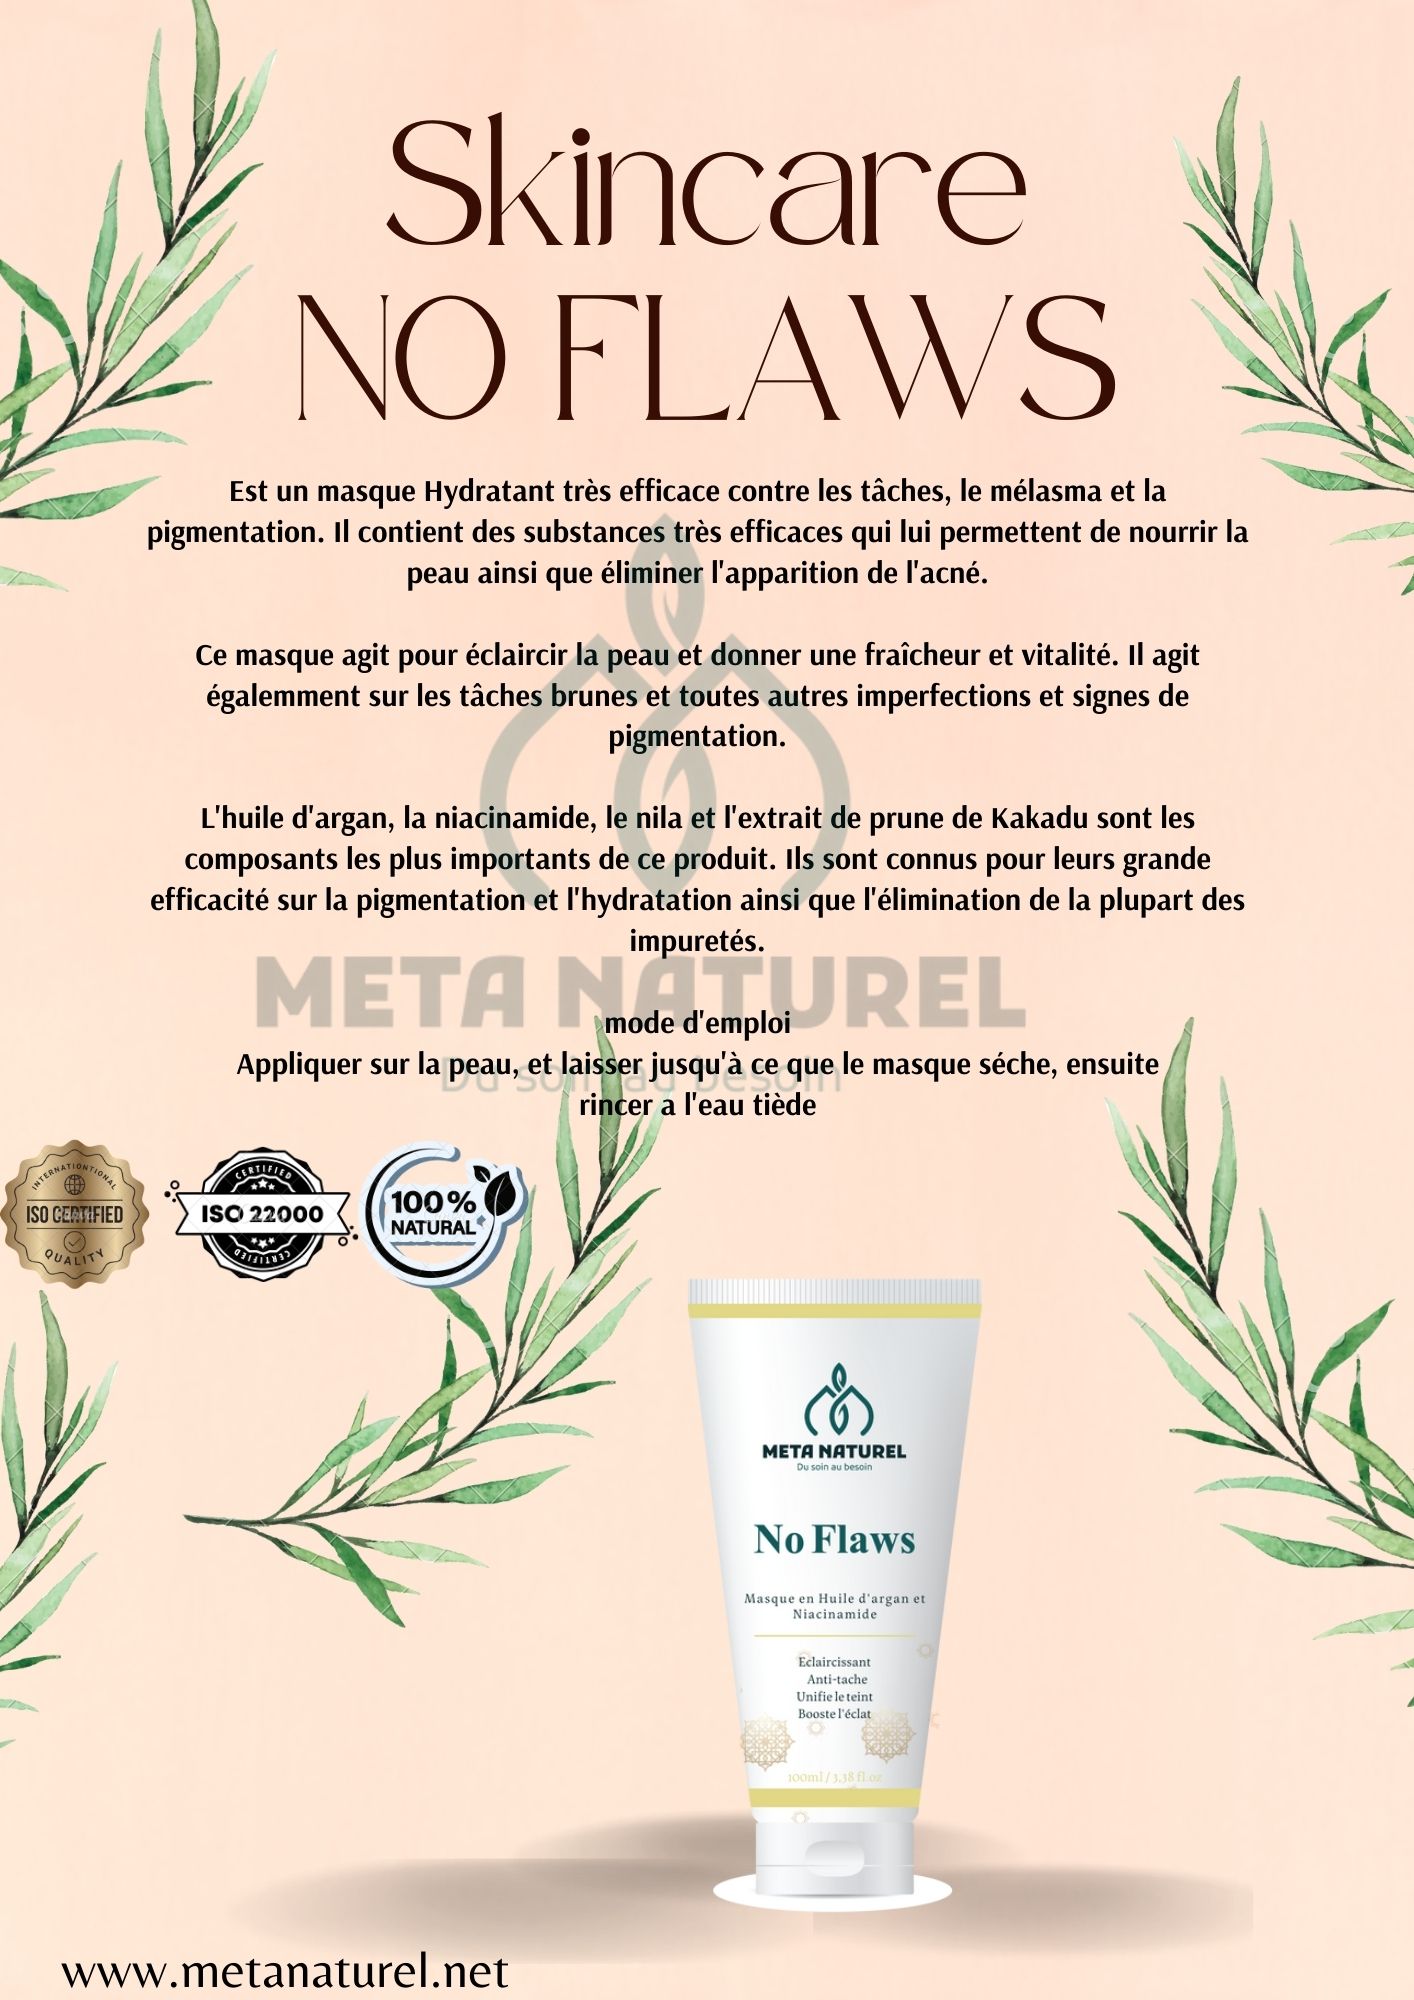 Skincare
NO FLAWS
Est un masque Hydratant très efficace contre les tâches, le mélasma et la
pigmentation. Il contient des substances très efficaces qui lui permettent de nourrir la
peau ainsi que éliminer l'apparition de l'acné.
Ce masque agit pour éclaircir la peau et donner une fraîcheur et vitalité. Il agit
égalemment sur les tâches brunes et toutes autres imperfections et signes de
pigmentation.
L'huile d'argan, la niacinamide, le nila et l'extrait de prune de Kakadu sont les
composants les plus importants de ce produit. Ils sont connus pour leurs grande
efficacité sur la pigmentation et l'hydratation ainsi que l'élimination de la plupart des
impuretés.
META NATUREL
mode d'emploi
Appliquer sur la peau, et laisser jusqu'à ce que le masque séche, ensuite
Du soin au besoin
rincer a l'eau tiède
INTERNATIONTIONAL
ISO CERTIFIED
QUALITY
CERTIFIED
ISO 22000
CERTIFIED
100%
NATURAL
META NATUREL
Du soin au besoin
No Flaws
Masque en Huile d'argan et
Niacinamide
Eclaircissant
Anti-tache
Unifie le teint
Booste l'éclat
100ml / 3,38 fl.oz
www.metanaturel.net